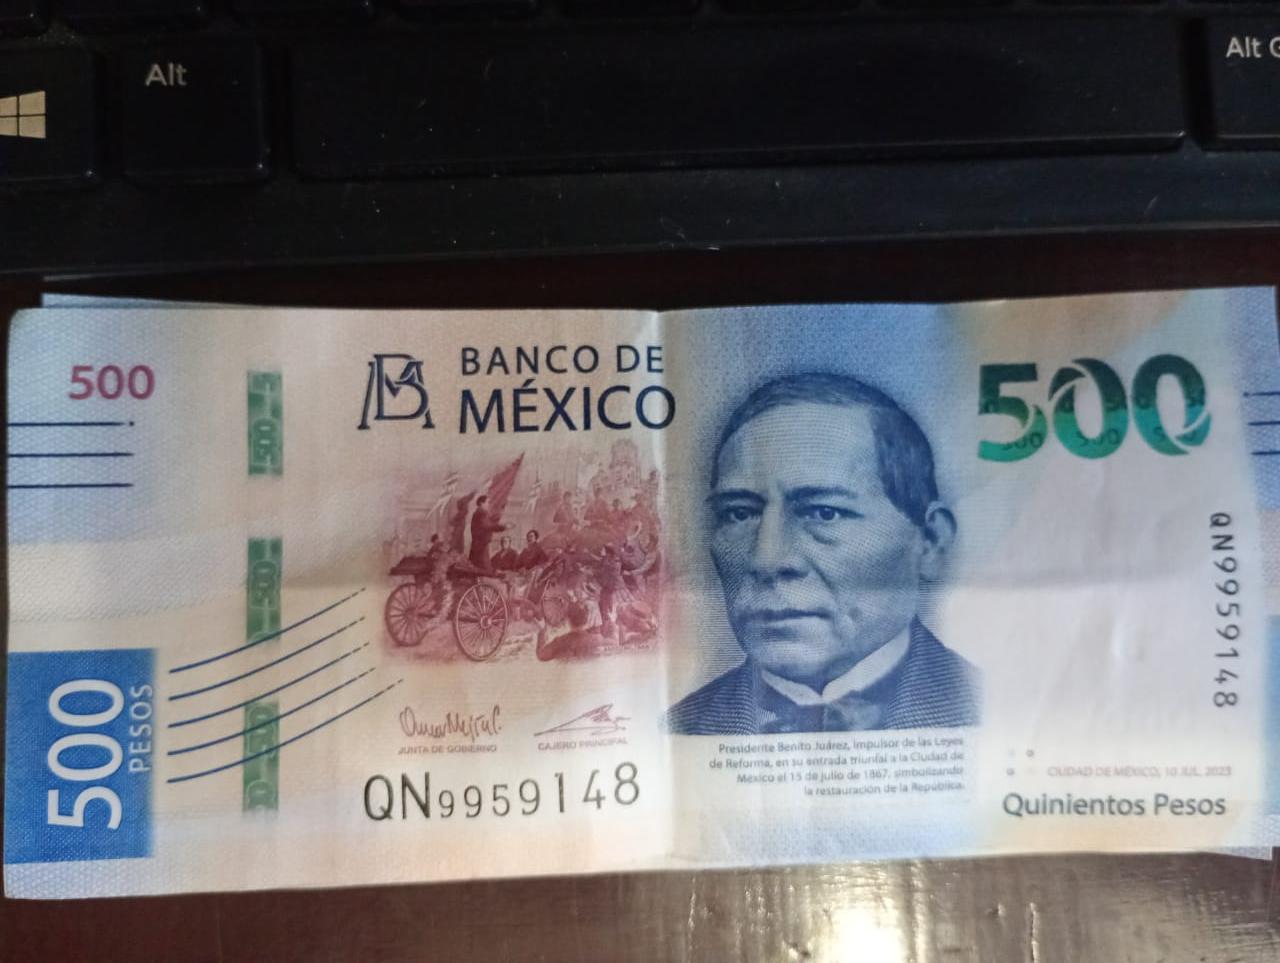 Alt
Alt G
500
BANCO DE
MÉXICO
500
QN9959148
500
PESOS
JUNTA DE GOBIERNO
CAJERO PRINCIPAL
QN9959148
Presidente Benito Juárez, impulsor de las Leyes
de Reforma, en su entrada triunfal a la Ciudad de
México el 15 de julio de 1867, simbolizando
la restauración de la República.
CIUDAD DE MÉXICO, 10 JUL. 2023
Quinientos Pesos